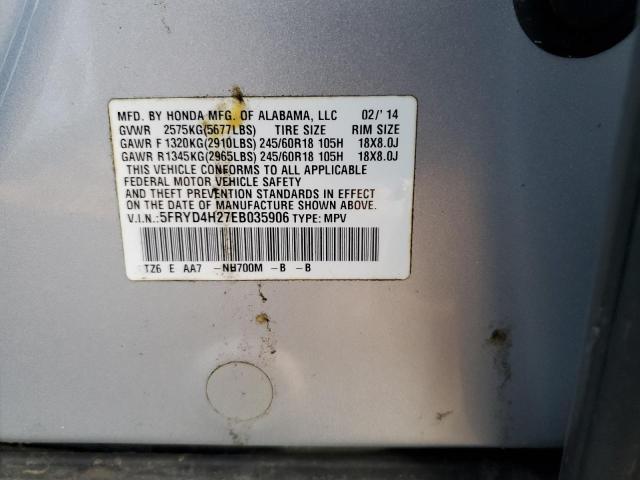 MFD. BY HONDA MFG. OF ALABAMA, LLC 02/'14
GVWR 2575KG(5677LBS) TIRE SIZE RIM SIZE
GAWR F 1320KG(2910LBS) 245/60R18 105H 18X8.0J
GAWR R1345KG(2965LBS) 245/60R18 105H 18X8.0J
THIS VEHICLE CONFORMS TO ALL APPLICABLE
FEDERAL MOTOR VEHICLE SAFETY
AND THEFT PREVENTION STANDARDS IN EFFECT
ON THE DATE OF MANUFACTURE SHOWN ABOVE.
V.I.N.: 5FRYD4H27EB035906 TYPE: MPV
TZ6 E AA7 -NH700M -B -B